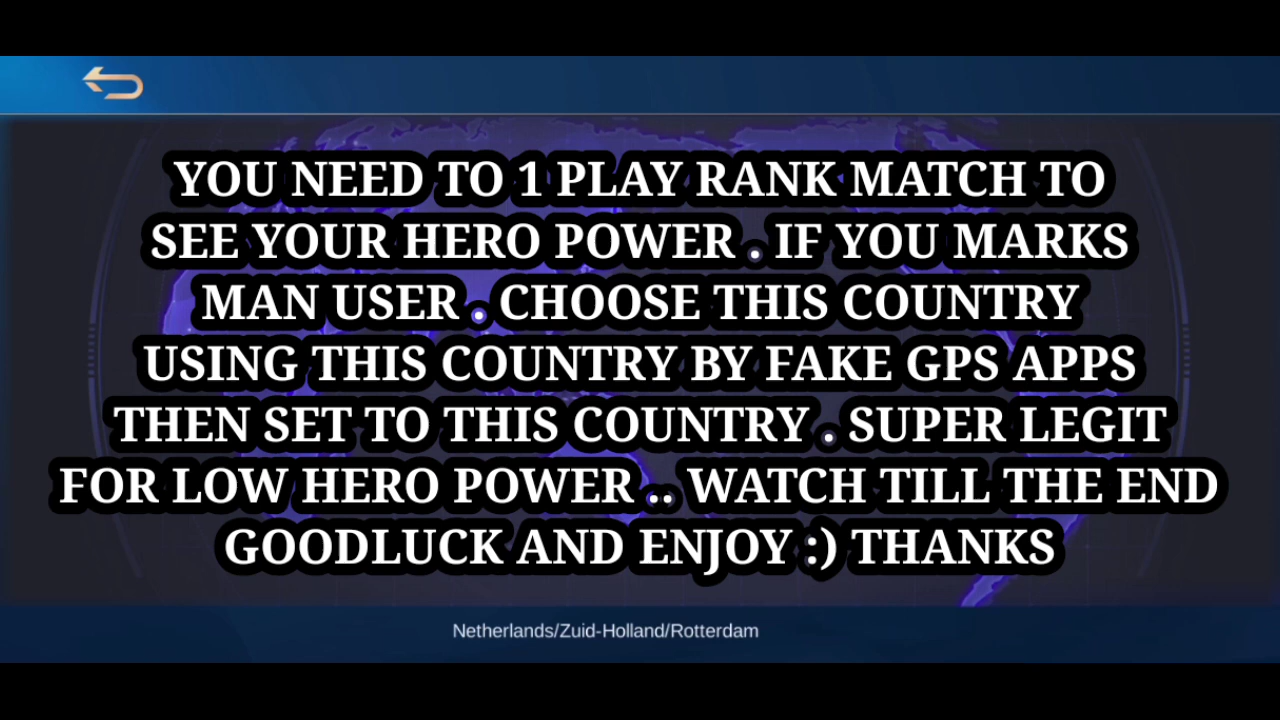 YOU NEED TO 1 PLAY RANK MATCH TO
SEE YOUR HERO POWER . IF YOU MARKS
MAN USER . CHOOSE THIS COUNTRY
USING THIS COUNTRY BY FAKE GPS APPS
THEN SET TO THIS COUNTRY . SUPER LEGIT
FOR LOW HERO POWER .. WATCH TILL THE END
GOODLUCK AND ENJOY :) THANKS
Netherlands/Zuid-Holland/Rotterdam